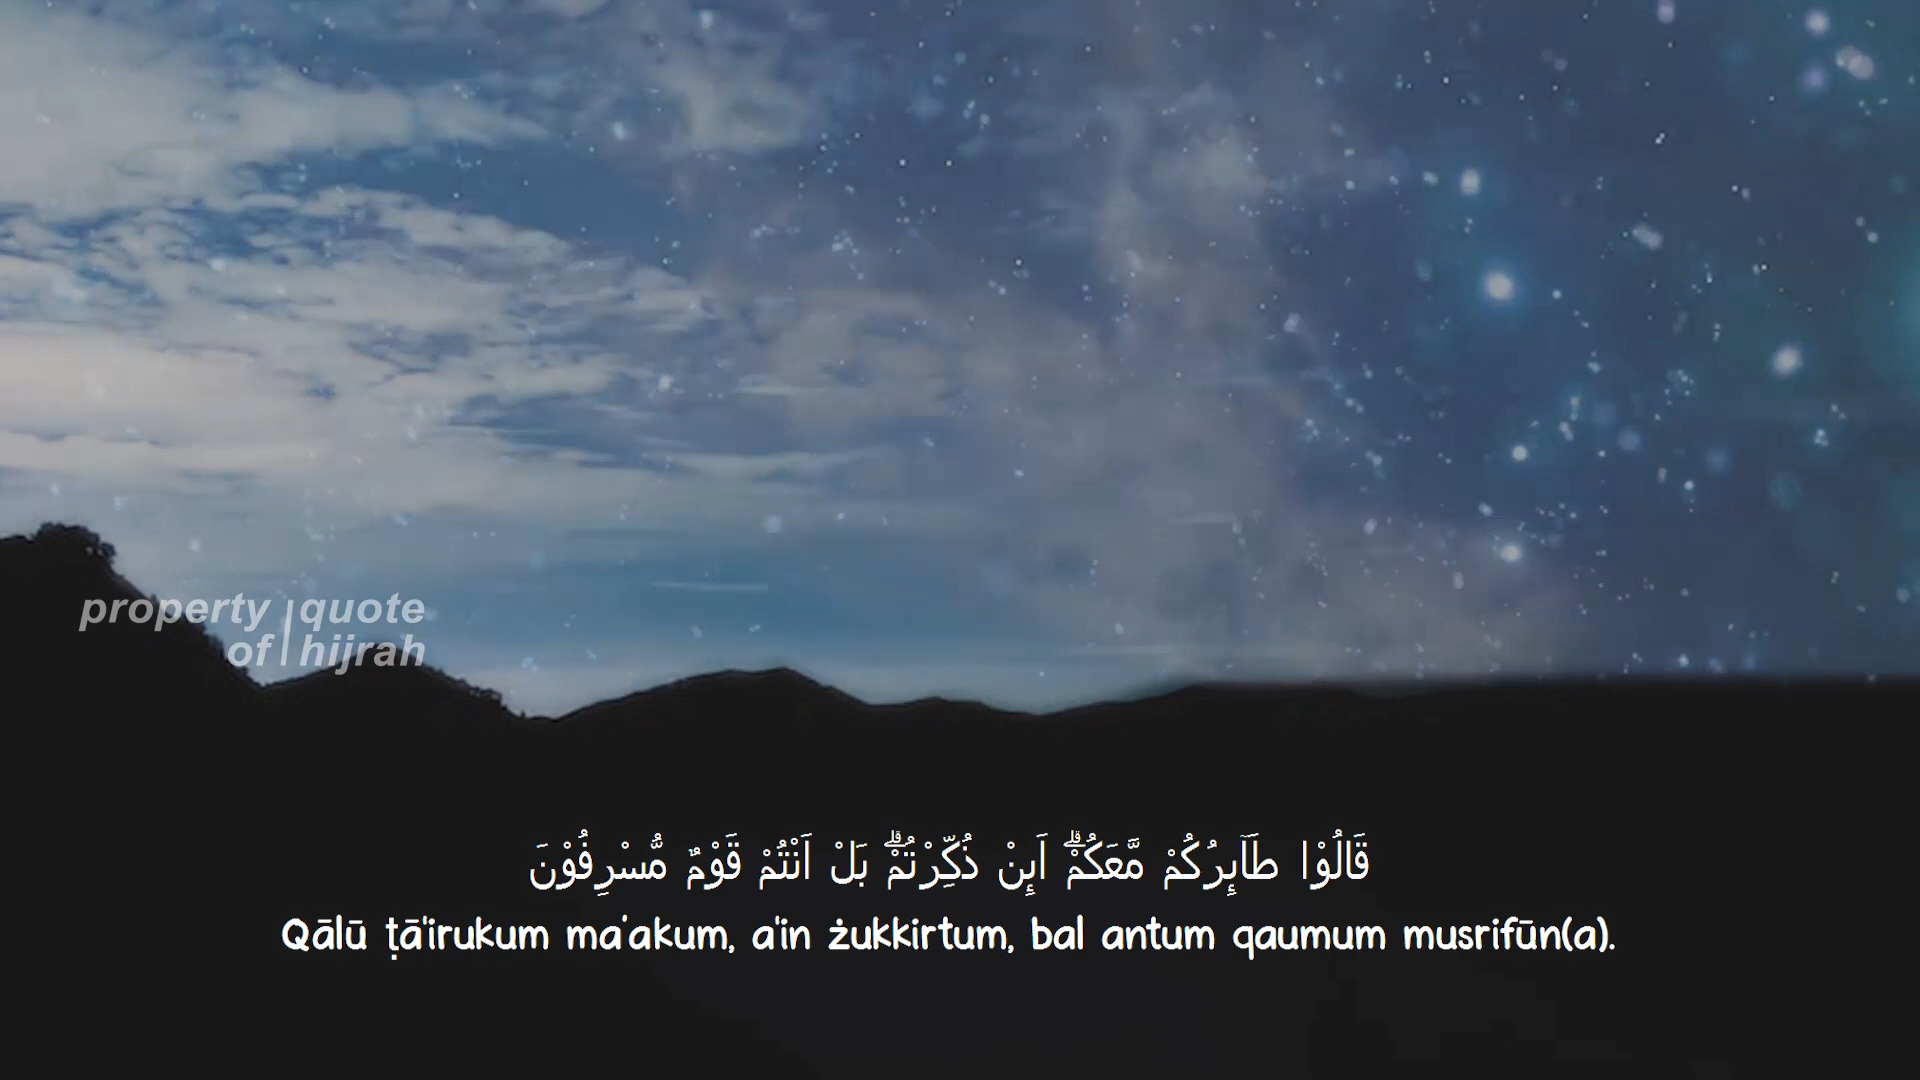 property quote
of hijrah
قَالُوْا طَاۤىِٕرُكُمْ مَّعَكُمْۗ اَىِٕنْ ذُكِّرْتُمْۗ بَلْ اَنْتُمْ قَوْمٌ مُّسْرِفُوْنَ
Qālū ṭā'irukum ma‘akum, a'in żukkirtum, bal antum qaumum musrifūn(a).